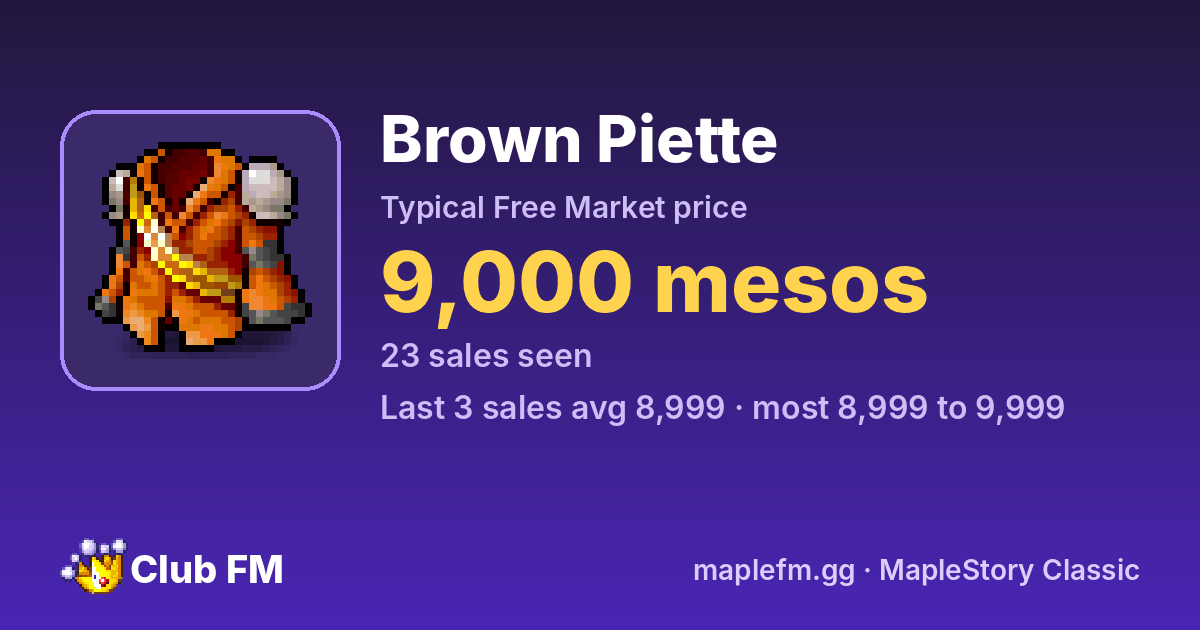 Brown Piette
Typical Free Market price
9,000 mesos
23 sales seen
Last 3 sales avg 8,999 · most 8,999 to 9,999
Club FM
maplefm.gg · MapleStory Classic